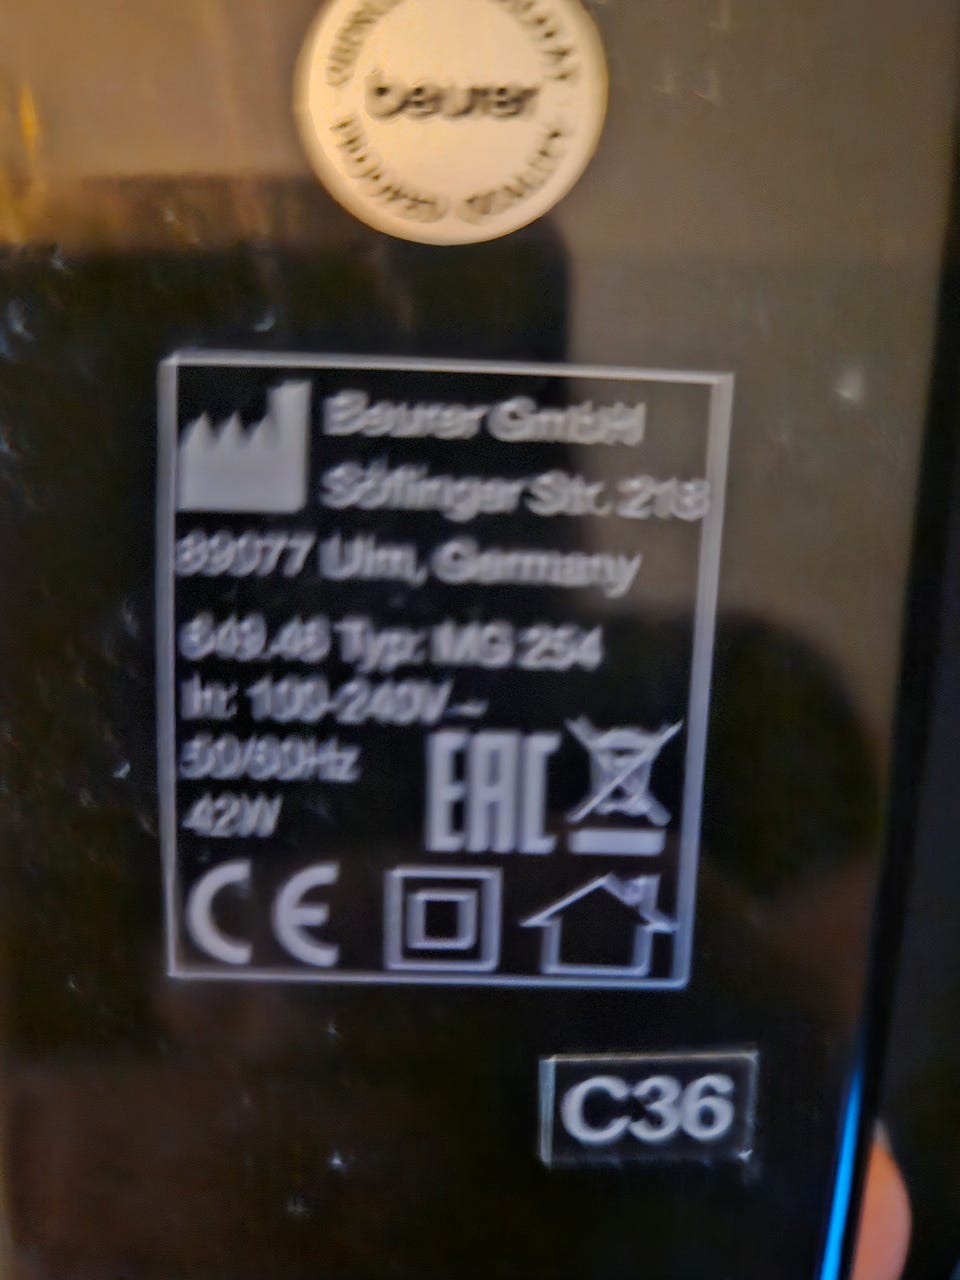 beurer
Beurer GmbH
Söflinger Str. 218
89077 Ulm, Germany
649.46 Typ: MG 254
In: 100-240V ~
50/60Hz
42W
EAC
CE
C36